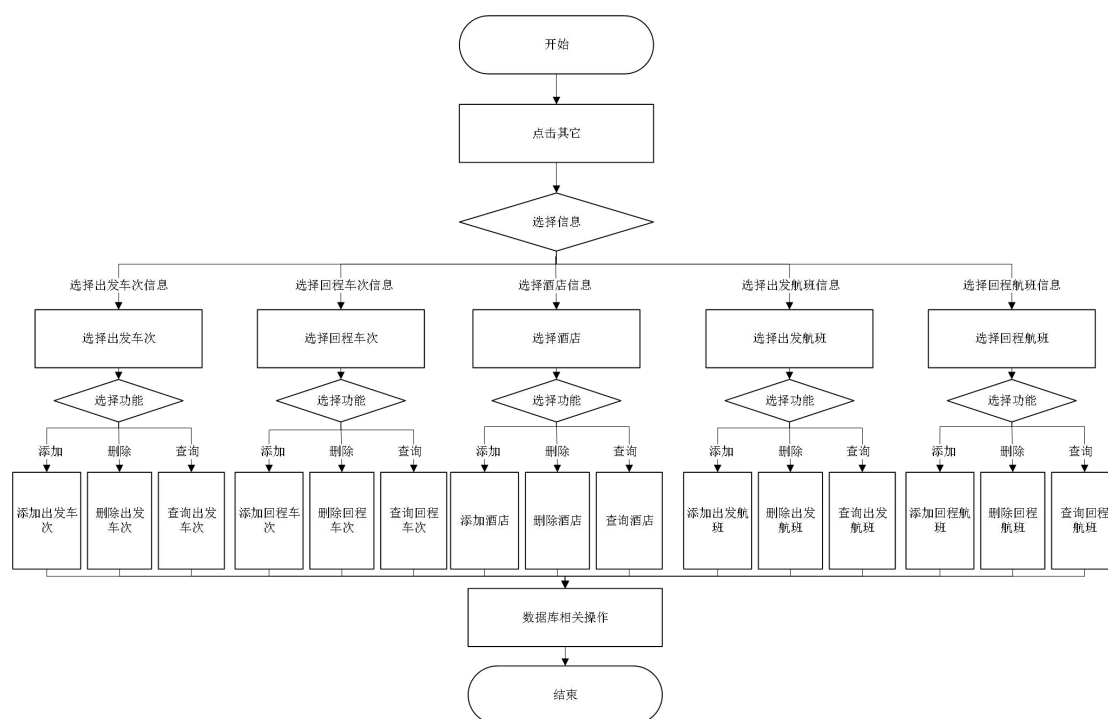 开始
点击其它
选择信息
选择出发车次信息
选择回程车次信息
选择酒店信息
选择出发航班信息
选择回程航班信息
选择出发车次
选择回程车次
选择酒店
选择出发航班
选择回程航班
选择功能
选择功能
选择功能
选择功能
选择功能
添加
删除
查询
添加
删除
查询
添加
删除
查询
添加
删除
查询
添加
删除
查询
添加出发车
次
删除出发车
次
查询出发车
次
添加回程车
次
删除回程车
次
查询回程车
次
添加酒店
删除酒店
查询酒店
添加出发航
班
删除出发航
班
查询出发航
班
添加回程航
班
删除回程航
班
查询回程
航班
数据库相关操作
结束